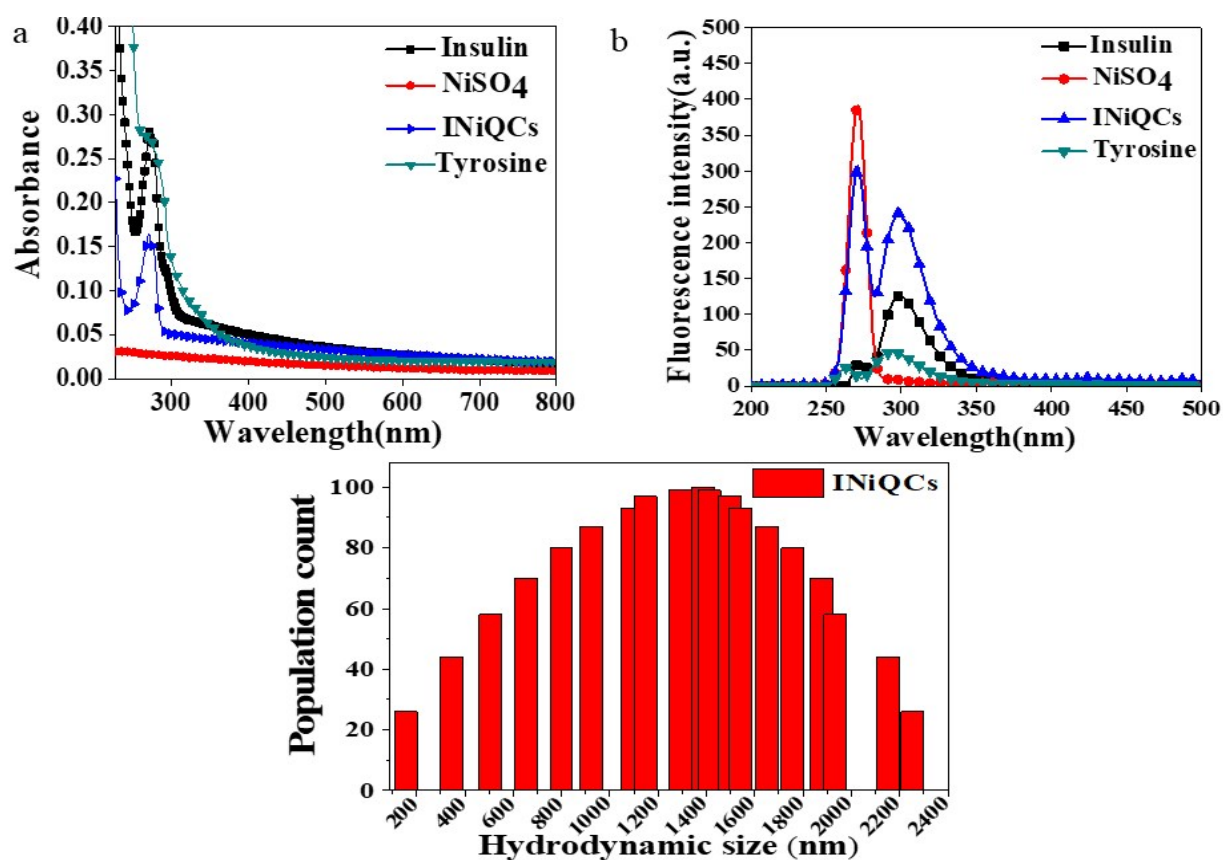 a
Absorbance
0.40
0.35
0.30
0.25
0.20
0.15
0.10
0.05
0.00
Insulin
NiSO4
INiQCs
Tyrosine
300 400 500 600 700 800
Wavelength(nm)
b
Fluorescence intensity(a.u.)
500
450
400
350
300
250
200
150
100
50
0
Insulin
NiSO4
INiQCs
Tyrosine
200 250 300 350 400 450 500
Wavelength(nm)
Population count
100
80
60
40
20
0
INiQCs
200 400 600 800 1000 1200 1400 1600 1800 2000 2200 2400
Hydrodynamic size (nm)